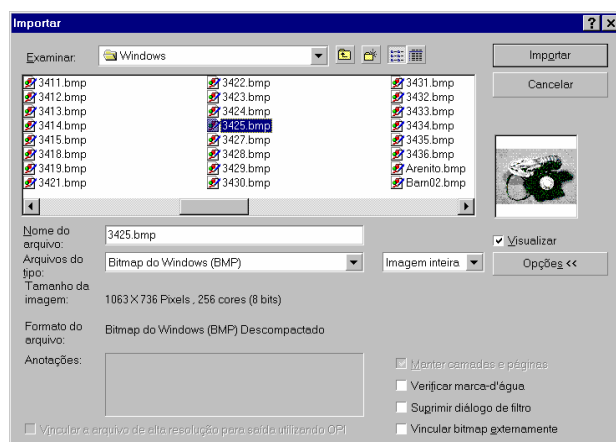 Importar
Examinar: Windows
Importar
Cancelar
3411.bmp 3422.bmp 3431.bmp
3412.bmp 3423.bmp 3432.bmp
3413.bmp 3424.bmp 3433.bmp
3414.bmp 3425.bmp 3434.bmp
3415.bmp 3427.bmp 3435.bmp
3418.bmp 3428.bmp 3436.bmp
3419.bmp 3429.bmp Arenito.bmp
3421.bmp 3430.bmp Barn02.bmp
Nome do arquivo: 3425.bmp
Visualizar
Arquivos do tipo: Bitmap do Windows (BMP) Imagem inteira Opções <<
Tamanho da imagem: 1063 X 736 Pixels , 256 cores (8 bits)
Formato do arquivo: Bitmap do Windows (BMP) Descompactado
Anotações:
Manter camadas e páginas
Verificar marca-d'água
Suprimir diálogo de filtro
Vincular bitmap externamente
Vincular a arquivo de alta resolução para saída utilizando OPI